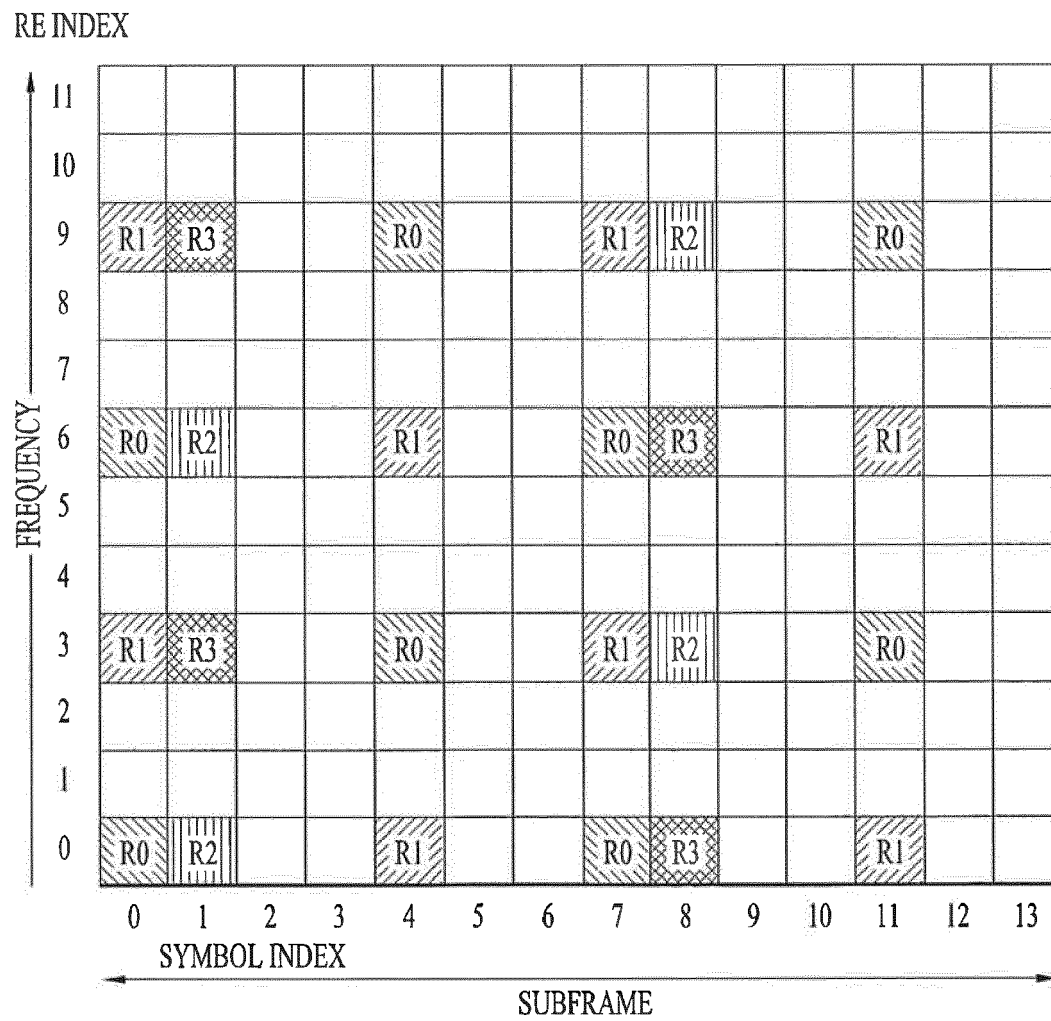 RE INDEX
11
10
9 R1 R3 R0 R1 R2 R0
8
7
6 R0 R2 R1 R0 R3 R1
5
4
3 R1 R3 R0 R1 R2 R0
2
1
0 R0 R2 R1 R0 R3 R1
FREQUENCY
0 1 2 3 4 5 6 7 8 9 10 11 12 13
SYMBOL INDEX
SUBFRAME